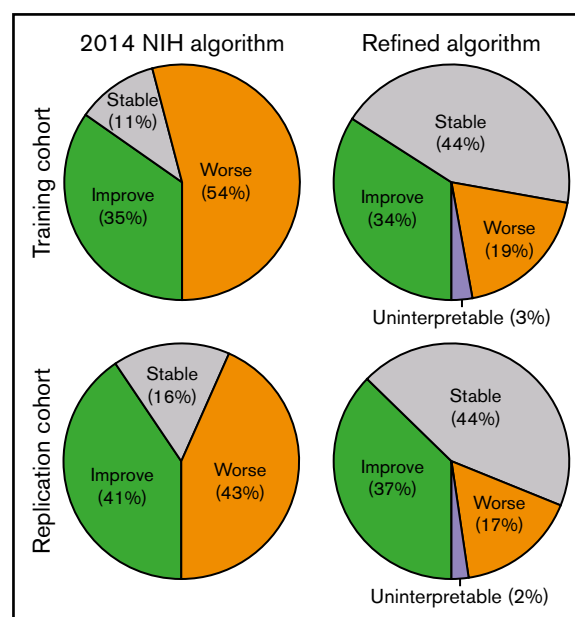 2014 NIH algorithm
Refined algorithm
Training cohort
Stable
(11%)
Worse
(54%)
Improve
(35%)
Stable
(44%)
Improve
(34%)
Worse
(19%)
Uninterpretable (3%)
Replication cohort
Stable
(16%)
Improve
(41%)
Worse
(43%)
Stable
(44%)
Improve
(37%)
Worse
(17%)
Uninterpretable (2%)